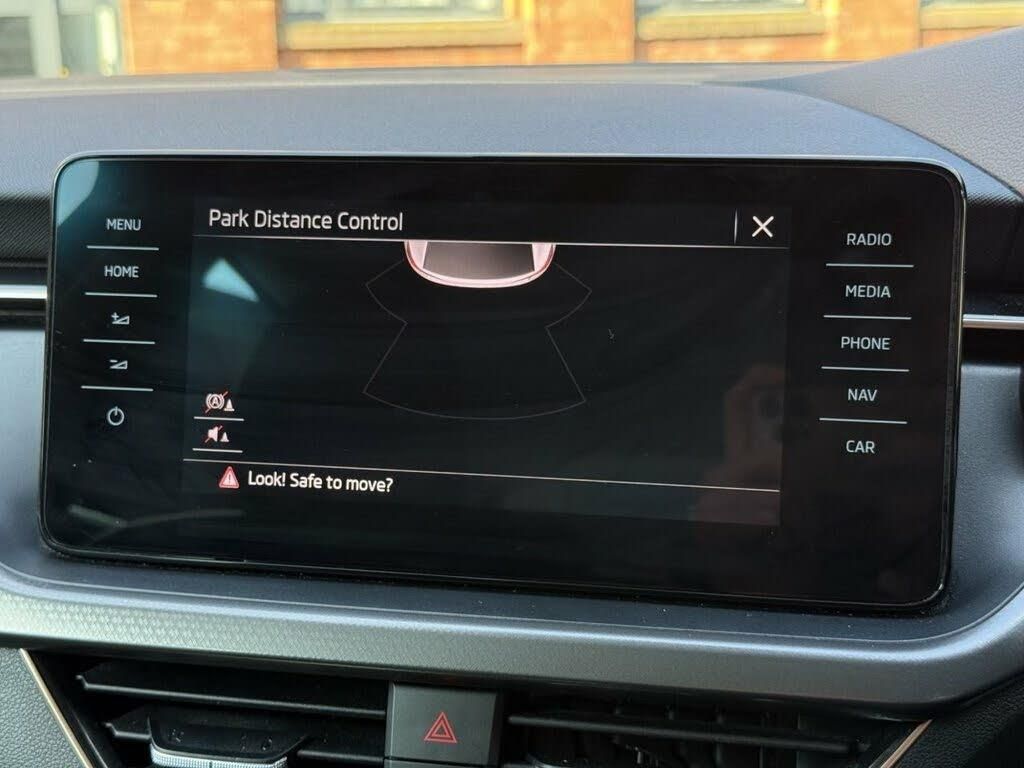 Park Distance Control
MENU
HOME
RADIO
MEDIA
PHONE
NAV
CAR
Look! Safe to move?